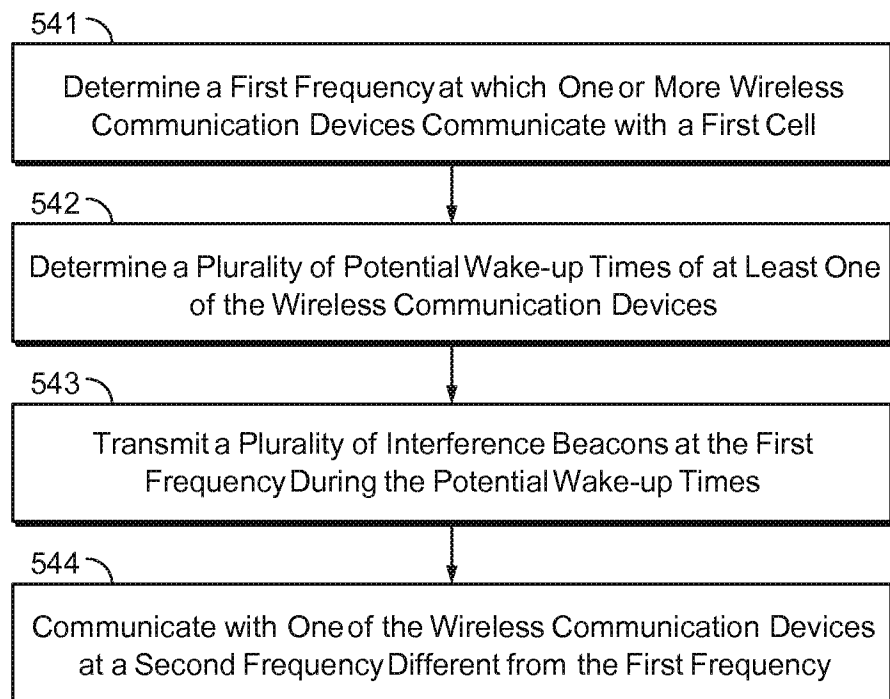 541
Determine a First Frequency at which One or More Wireless
Communication Devices Communicate with a First Cell
542
Determine a Plurality of Potential Wake-up Times of at Least One
of the Wireless Communication Devices
543
Transmit a Plurality of Interference Beacons at the First
Frequency During the Potential Wake-up Times
544
Communicate with One of the Wireless Communication Devices
at a Second Frequency Different from the First Frequency